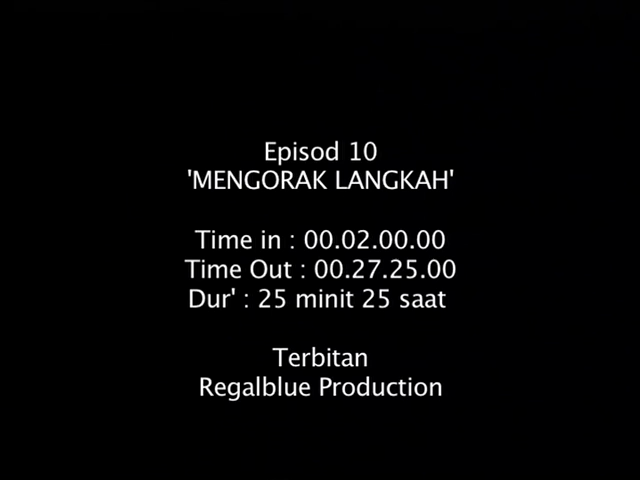 Episod 10
'MENGORAK LANGKAH'
Time in : 00.02.00.00
Time Out : 00.27.25.00
Dur' : 25 minit 25 saat
Terbitan
Regalblue Production